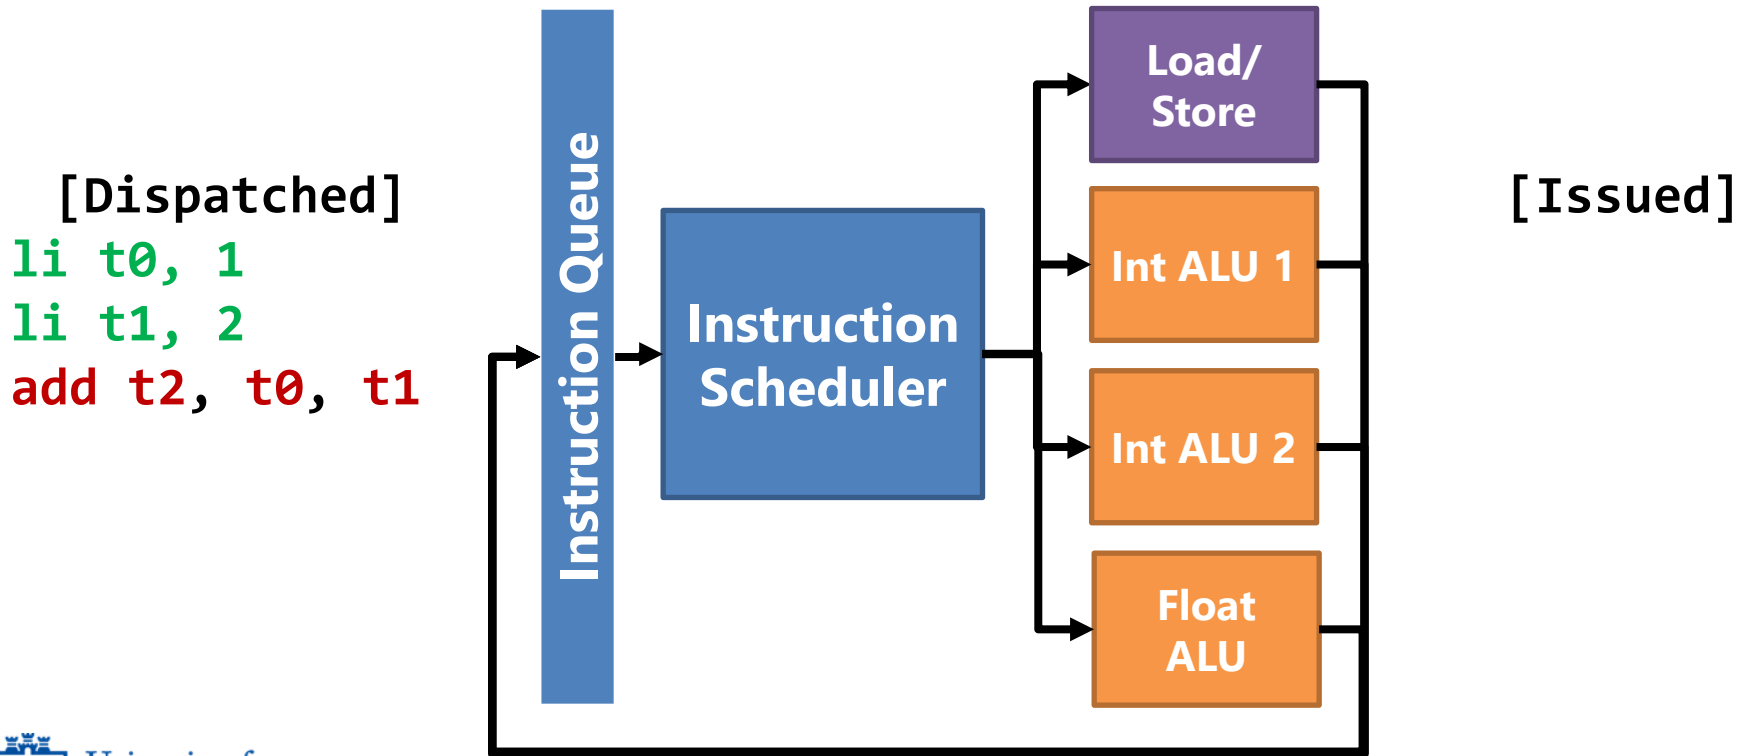 [Dispatched]
li t0, 1
li t1, 2
add t2, t0, t1
Instruction Queue
Instruction
Scheduler
Load/
Store
Int ALU 1
Int ALU 2
Float
ALU
[Issued]